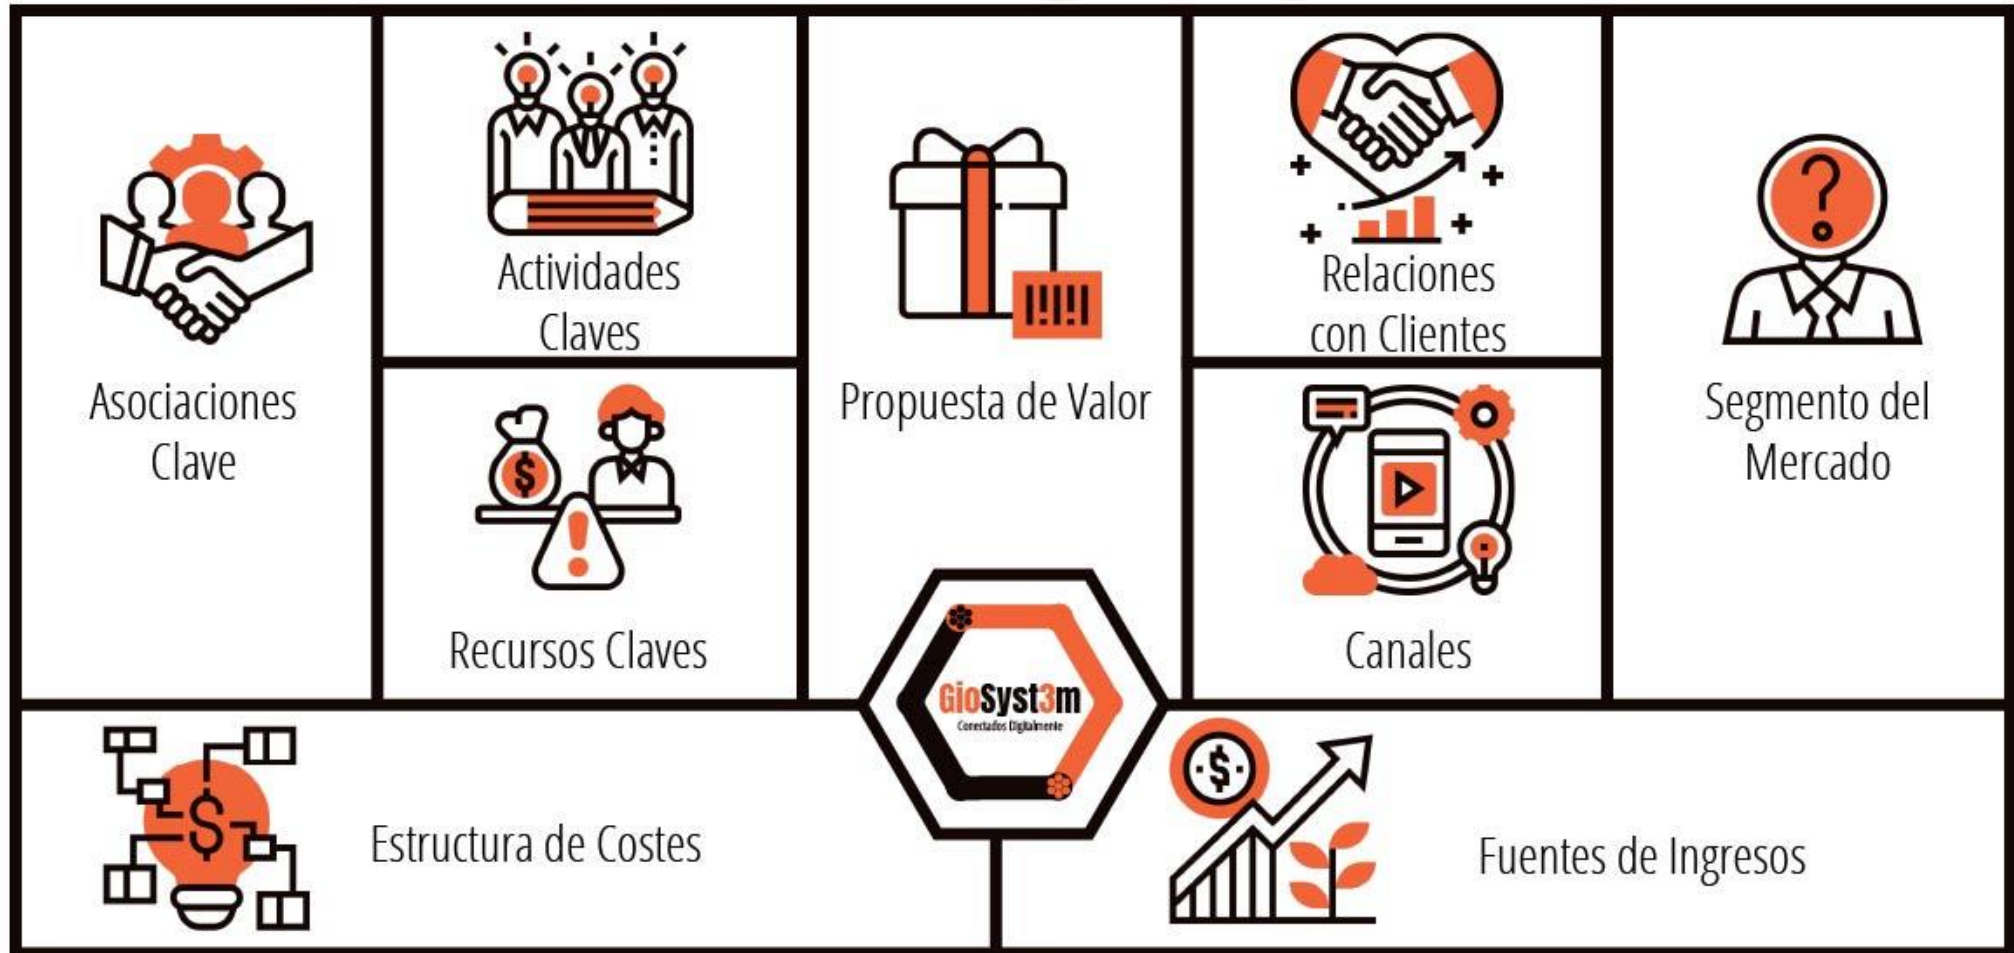 Asociaciones
Clave
Actividades
Claves
Recursos Claves
Propuesta de Valor
Relaciones
con Clientes
Canales
Segmento del
Mercado
GioSyst3m
Conectados Digitalmente
Estructura de Costes
Fuentes de Ingresos